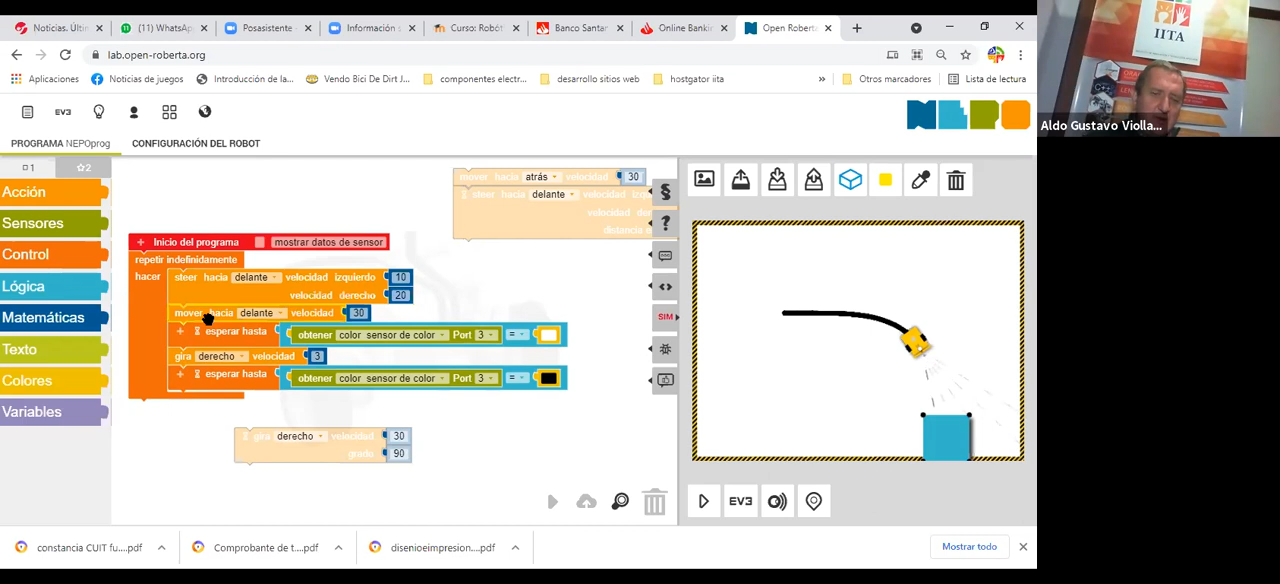 Noticias. Últim
(11) WhatsAp
Posasistente
Información s
Curso: Robót
Banco Santar
Online Bankin
Open Roberta
lab.open-roberta.org
Aplicaciones
Noticias de juegos
Introducción de la...
Vendo Bici De Dirt J...
componentes electr...
desarrollo sitios web
hostgator iita
»
Otros marcadores
Lista de lectura
IITA
C++
Aldo Gustavo Violla...
EV3
PROGRAMA NEPOprog
CONFIGURACIÓN DEL ROBOT
1
2
Acción
Sensores
Control
Lógica
Matemáticas
Texto
Colores
Variables
mover hacia atrás velocidad 30
steer hacia delante velocidad izqu
velocidad der
distancia
+ Inicio del programa mostrar datos de sensor
repetir indefinidamente
hacer steer hacia delante velocidad izquierdo 10
velocidad derecho 20
mover hacia delante velocidad 30
+ esperar hasta obtener color sensor de color Port 3 =
gira derecho velocidad 3
+ esperar hasta obtener color sensor de color Port 3 =
gira derecho velocidad 30
grado 90
§
?
<>
SIM
EV3
constancia CUIT fu....pdf
Comprobante de t....pdf
disenioeimpresion....pdf
Mostrar todo